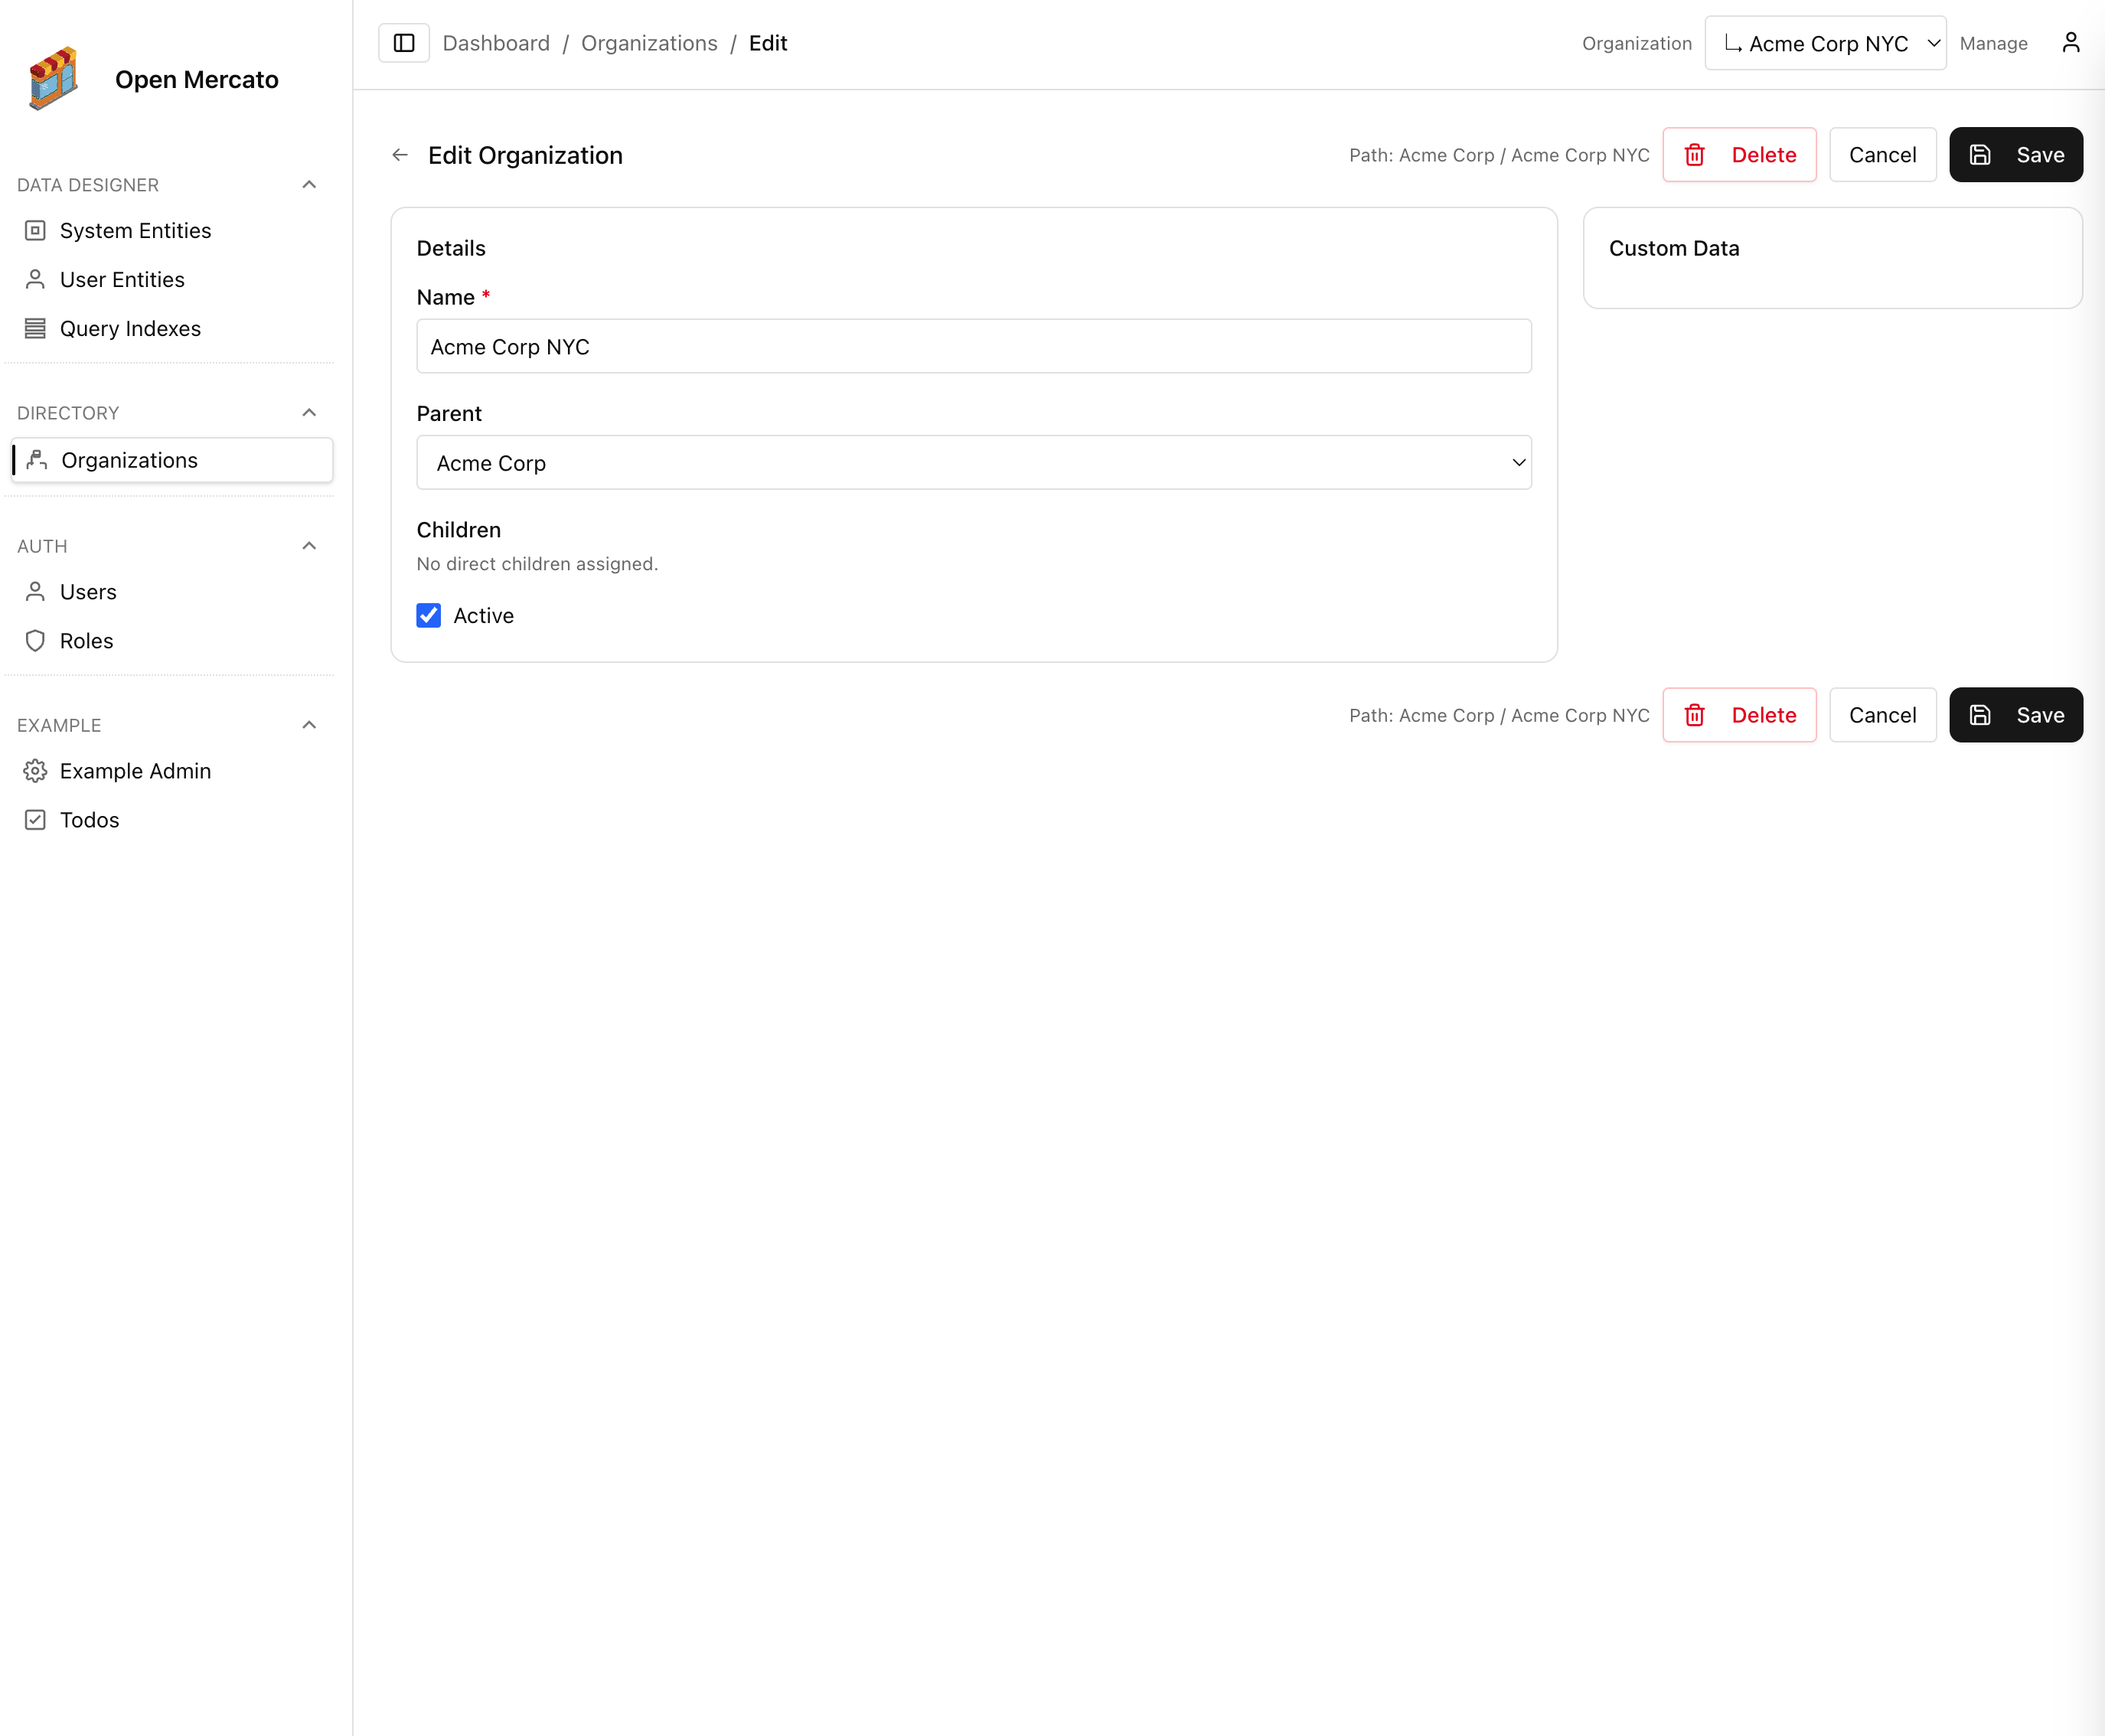 Open Mercato
DATA DESIGNER
System Entities
User Entities
Query Indexes
DIRECTORY
Organizations
AUTH
Users
Roles
EXAMPLE
Example Admin
Todos
Dashboard / Organizations / Edit
Organization Acme Corp NYC Manage
Edit Organization
Path: Acme Corp / Acme Corp NYC Delete Cancel Save
Details
Name *
Acme Corp NYC
Parent
Acme Corp
Children
No direct children assigned.
Active
Custom Data
Path: Acme Corp / Acme Corp NYC Delete Cancel Save